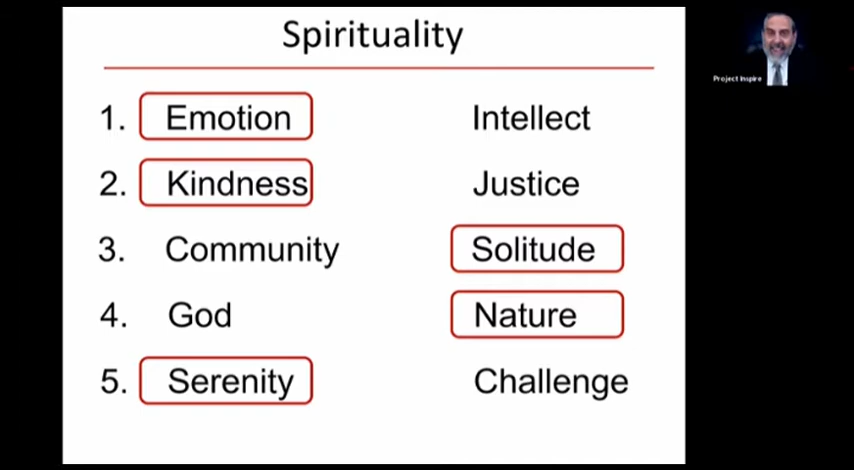 Spirituality
1. Emotion Intellect
2. Kindness Justice
3. Community Solitude
4. God Nature
5. Serenity Challenge
Project Inspire